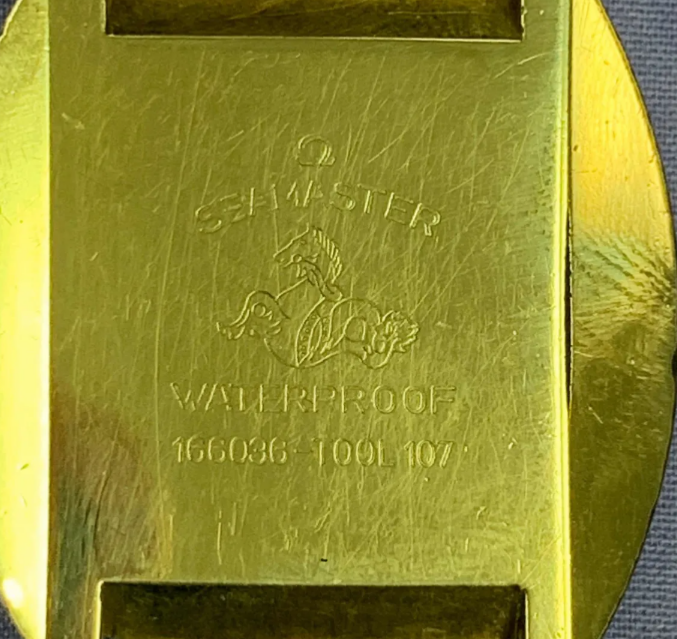 Ω
SEAMASTER
WATERPROOF
166036-TOOL 107